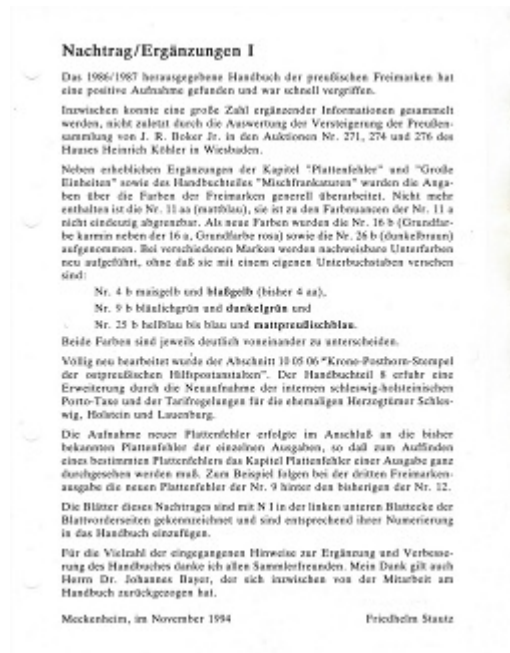 Nachtrag/Ergänzungen I
Das 1986/1987 herausgegebene Handbuch der preußischen Freimarken hat
eine positive Aufnahme gefunden und war schnell vergriffen.
Inzwischen konnte eine große Zahl ergänzender Informationen gesammelt
werden, nicht zuletzt durch die Auswertung der Versteigerung der Preußen-
sammlung von J. R. Boker Jr. in den Auktionen Nr. 271, 274 und 276 des
Hauses Heinrich Köhler in Wiesbaden.
Neben erheblichen Ergänzungen der Kapitel "Plattenfehler" und "Große
Einheiten" sowie des Handbuchteiles "Mischfrankaturen" wurden die Anga-
ben über die Farben der Freimarken generell überarbeitet. Nicht mehr
enthalten ist die Nr. 11 aa (mattblau), sie ist zu den Farbnuancen der Nr. 11 a
nicht eindeutig abgrenzbar. Als neue Farben wurden die Nr. 16 b (Grundfar-
be karmin neben der 16 a, Grundfarbe rosa) sowie die Nr. 26 b (dunkelbraun)
aufgenommen. Bei verschiedenen Marken werden nachweisbare Unterfarben
neu aufgeführt, ohne daß sie mit einem eigenen Unterbuchstaben versehen
sind:
Nr. 4 b maisgelb und blaßgelb (bisher 4 aa),
Nr. 9 b bläulichgrün und dunkelgrün und
Nr. 25 b hellblau bis blau und mattpreußischblau.
Beide Farben sind jeweils deutlich voneinander zu unterscheiden.
Völlig neu bearbeitet wurde der Abschnitt 10 05 06 "Krone-Posthorn-Stempel
der ostpreußischen Hilfspostanstalten". Der Handbuchteil 8 erfuhr eine
Erweiterung durch die Neuaufnahme der internen schleswig-holsteinischen
Porto-Taxe und der Tarifregelungen für die ehemaligen Herzogtümer Schles-
wig, Holstein und Lauenburg.
Die Aufnahme neuer Plattenfehler erfolgte im Anschluß an die bisher
bekannten Plattenfehler der einzelnen Ausgaben, so daß zum Auffinden
eines bestimmten Plattenfehlers das Kapitel Plattenfehler einer Ausgabe ganz
durchgesehen werden muß. Zum Beispiel folgen bei der dritten Freimarken-
ausgabe die neuen Plattenfehler der Nr. 9 hinter den bisherigen der Nr. 12.
Die Blätter dieses Nachtrages sind mit N I in der linken unteren Blattecke der
Blattvorderseiten gekennzeichnet und sind entsprechend ihrer Numerierung
in das Handbuch einzufügen.
Für die Vielzahl der eingegangenen Hinweise zur Ergänzung und Verbesse-
rung des Handbuches danke ich allen Sammlerfreunden. Mein Dank gilt auch
Herrn Dr. Johannes Bayer, der sich inzwischen von der Mitarbeit am
Handbuch zurückgezogen hat.
Meckenheim, im November 1994 Friedhelm Stautz